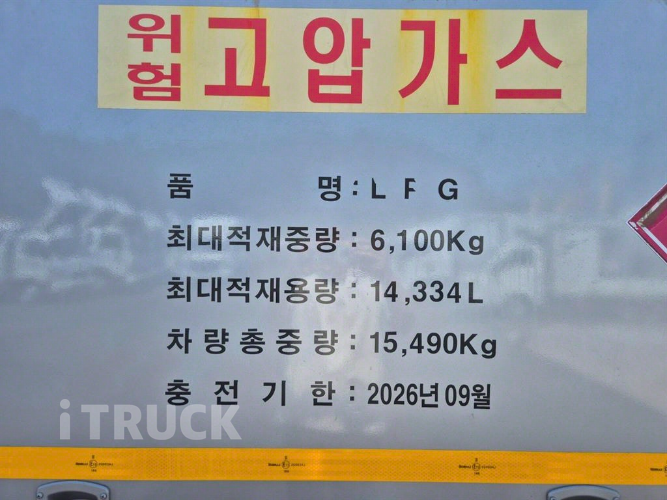 위험 고압가스
품 명 : L P G
최대적재중량 : 6,100Kg
최대적재용량 : 14,334L
차량총중량 : 15,490Kg
충전기한 : 2026년 09월
iTRUCK